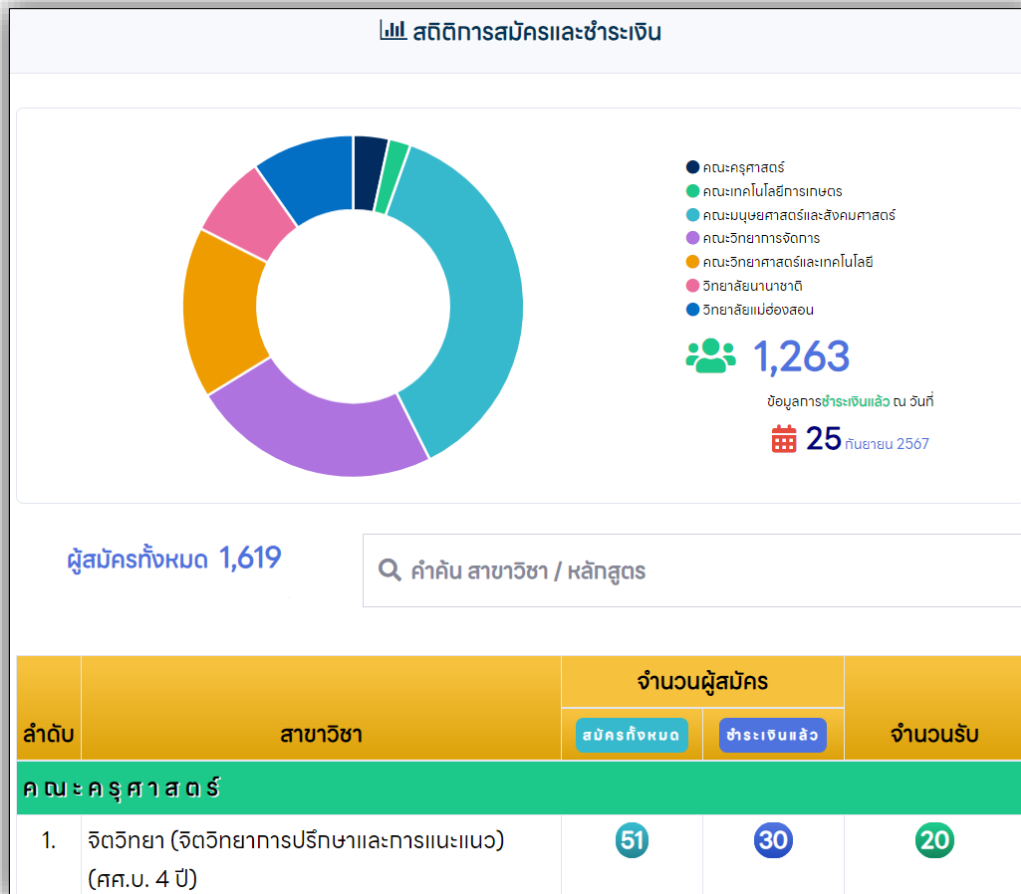 สถิติการสมัครและชำระเงิน
คณะครุศาสตร์
คณะเทคโนโลยีการเกษตร
คณะมนุษยศาสตร์และสังคมศาสตร์
คณะวิทยาการจัดการ
คณะวิทยาศาสตร์และเทคโนโลยี
วิทยาลัยนานาชาติ
วิทยาลัยแม่ฮ่องสอน
1,263
ข้อมูลการชำระเงินแล้ว ณ วันที่
25 กันยายน 2567
ผู้สมัครทั้งหมด 1,619
คำค้น สาขาวิชา / หลักสูตร
จำนวนผู้สมัคร
ลำดับ สาขาวิชา สมัครทั้งหมด ชำระเงินแล้ว จำนวนรับ
คณะครุศาสตร์
1. จิตวิทยา (จิตวิทยาการปรึกษาและการแนะแนว) 51 30 20
(ศศ.บ. 4 ปี)